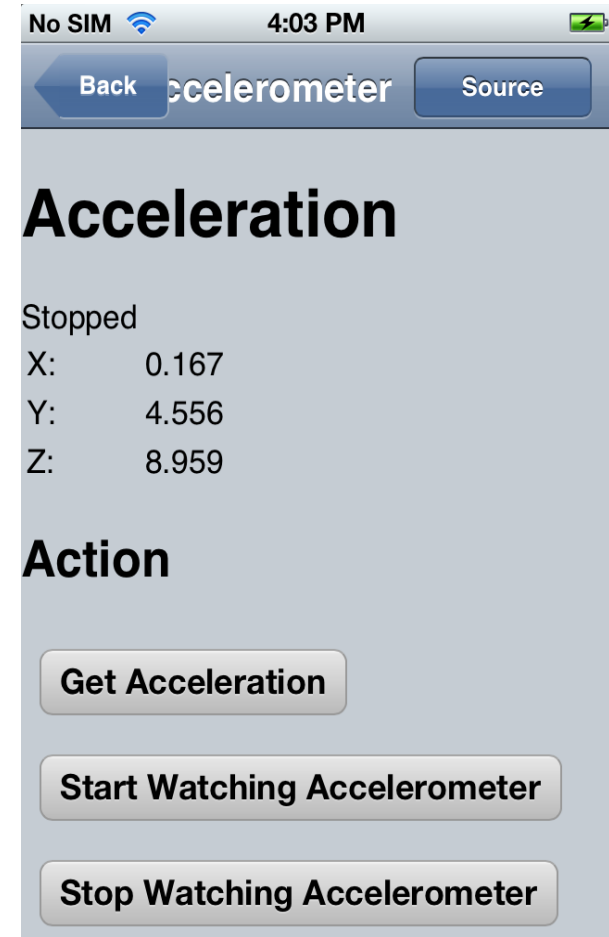 No SIM 4:03 PM
Back ccelerometer Source
Acceleration
Stopped
X: 0.167
Y: 4.556
Z: 8.959
Action
Get Acceleration
Start Watching Accelerometer
Stop Watching Accelerometer